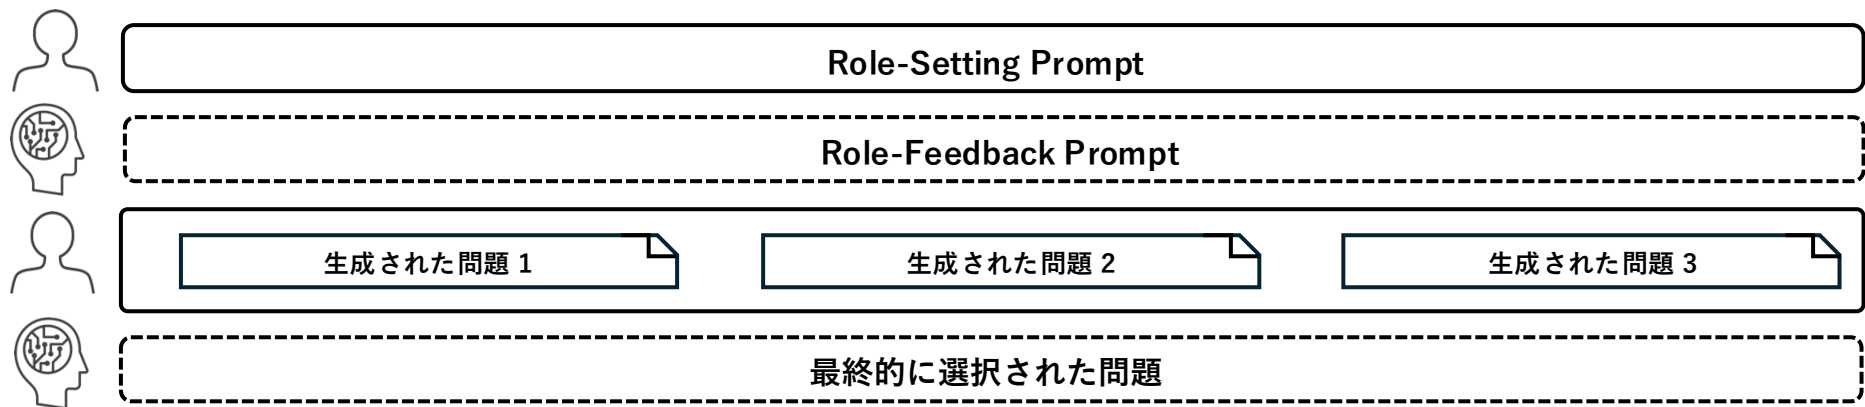 Role-Setting Prompt
Role-Feedback Prompt
生成された問題 1
生成された問題 2
生成された問題 3
最終的に選択された問題